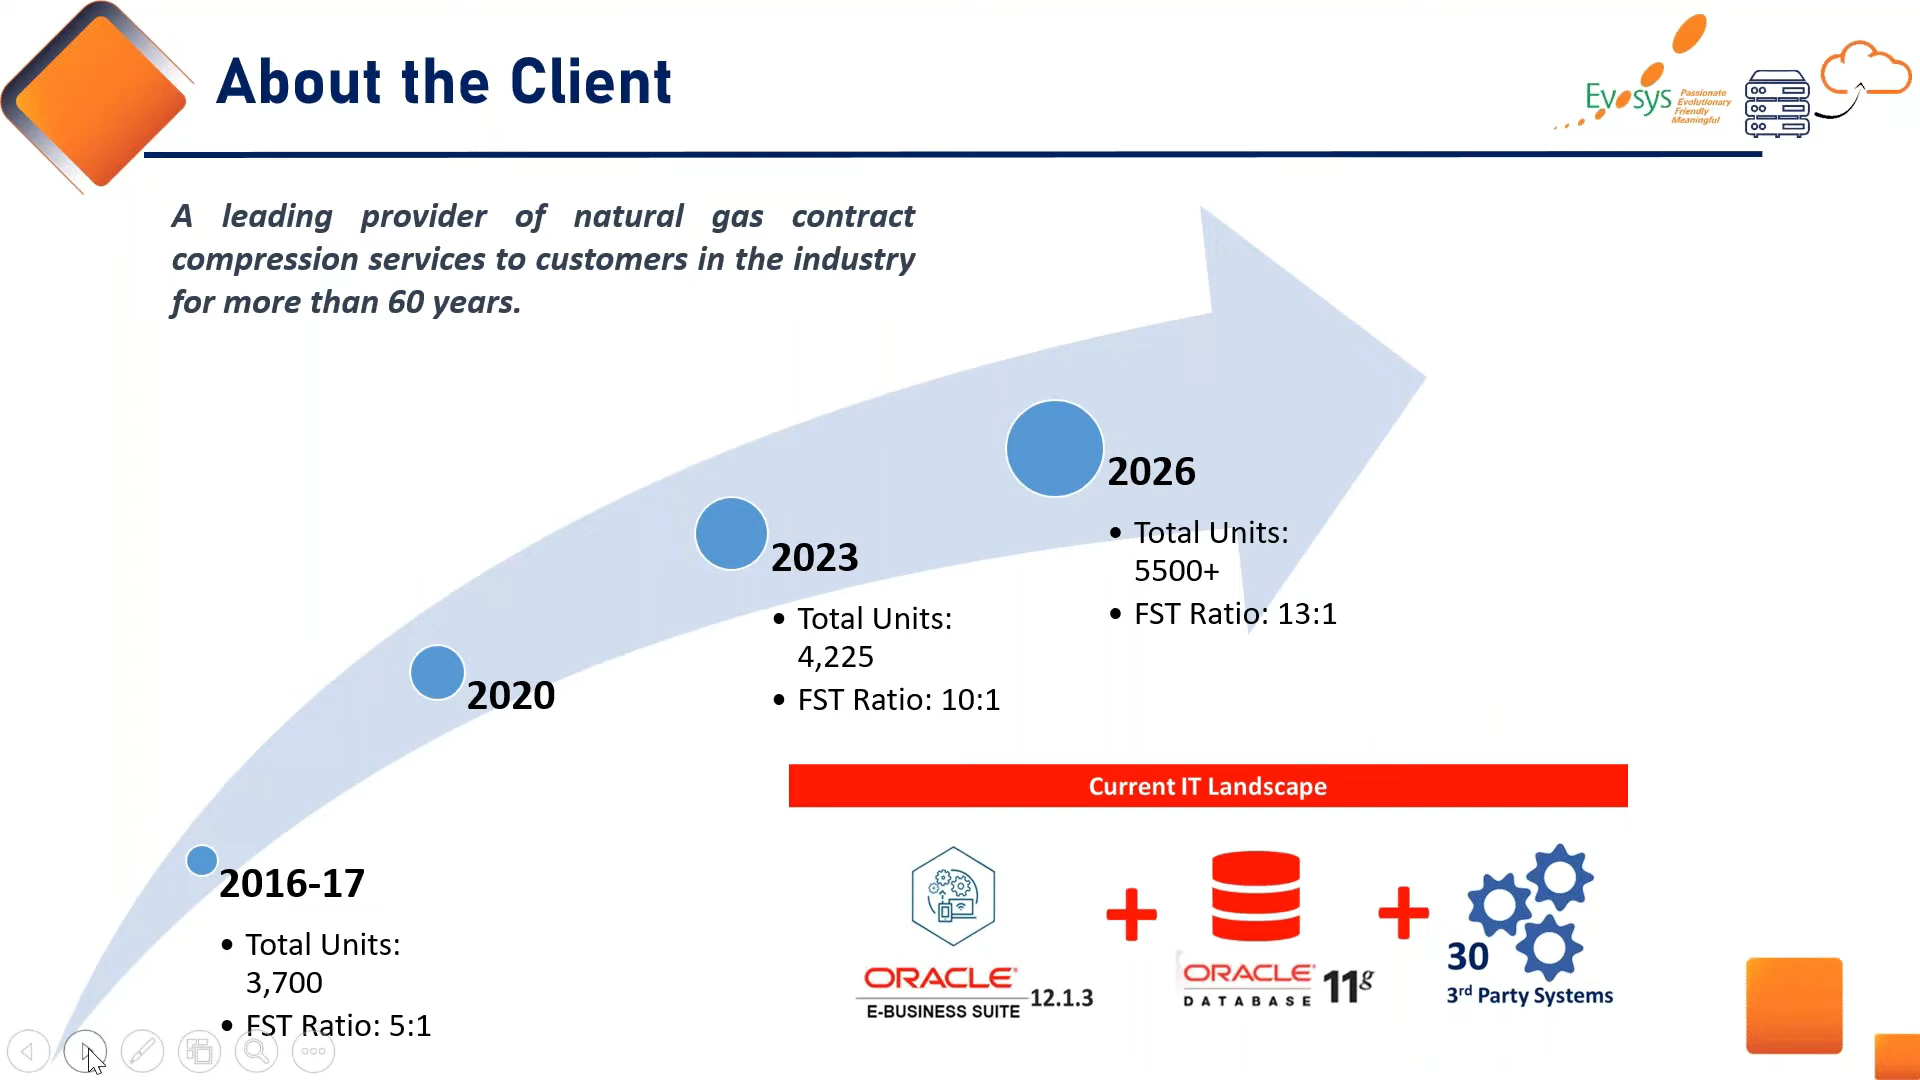 About the Client
Evosys
Passionate
Evolutionary
Friendly
Meaningful
A leading provider of natural gas contract
compression services to customers in the industry
for more than 60 years.
2026
• Total Units:
5500+
• FST Ratio: 13:1
2023
• Total Units:
4,225
• FST Ratio: 10:1
2020
2016-17
• Total Units:
3,700
• FST Ratio: 5:1
Current IT Landscape
ORACLE
E-BUSINESS SUITE 12.1.3
+
ORACLE
DATABASE 11g
+
30
3rd Party Systems